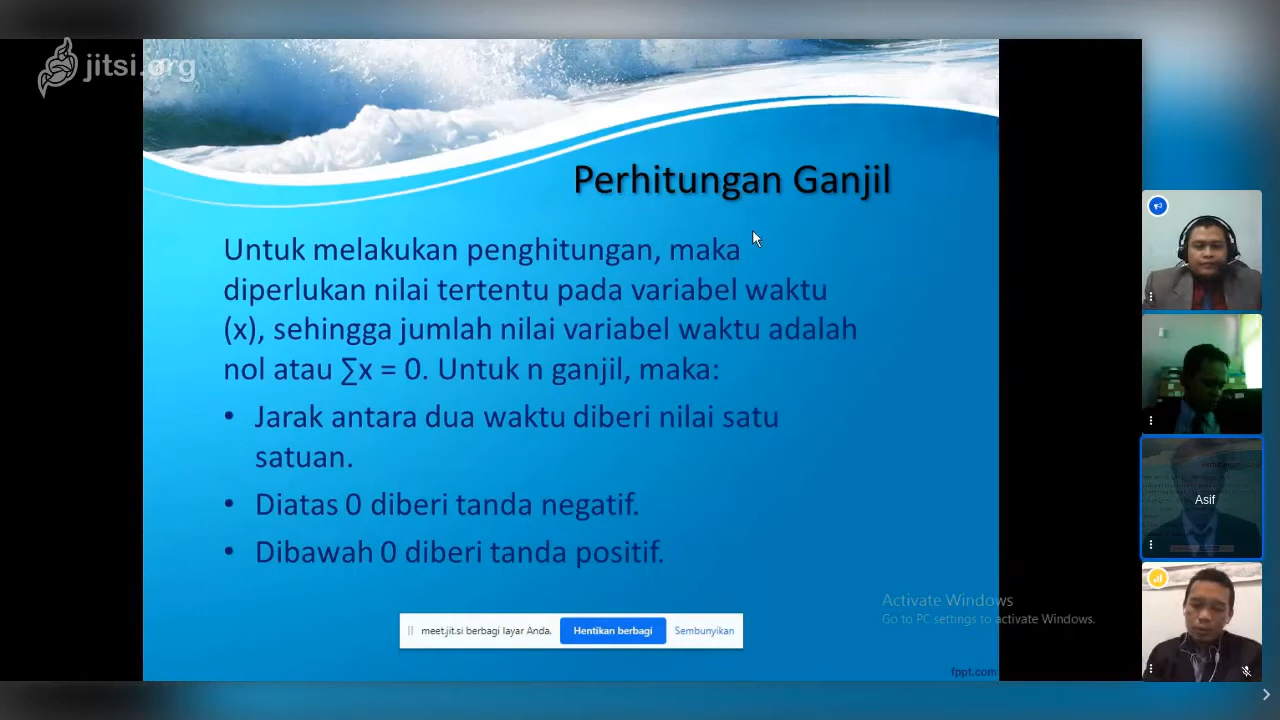 jitsi.org
Perhitungan Ganjil
Untuk melakukan penghitungan, maka
diperlukan nilai tertentu pada variabel waktu
(x), sehingga jumlah nilai variabel waktu adalah
nol atau ∑x = 0. Untuk n ganjil, maka:
• Jarak antara dua waktu diberi nilai satu
satuan.
• Diatas 0 diberi tanda negatif.
• Dibawah 0 diberi tanda positif.
Asif
Activate Windows
Go to PC settings to activate Windows.
meet.jit.si berbagi layar Anda.
Hentikan berbagi
Sembunyikan
fppt.com